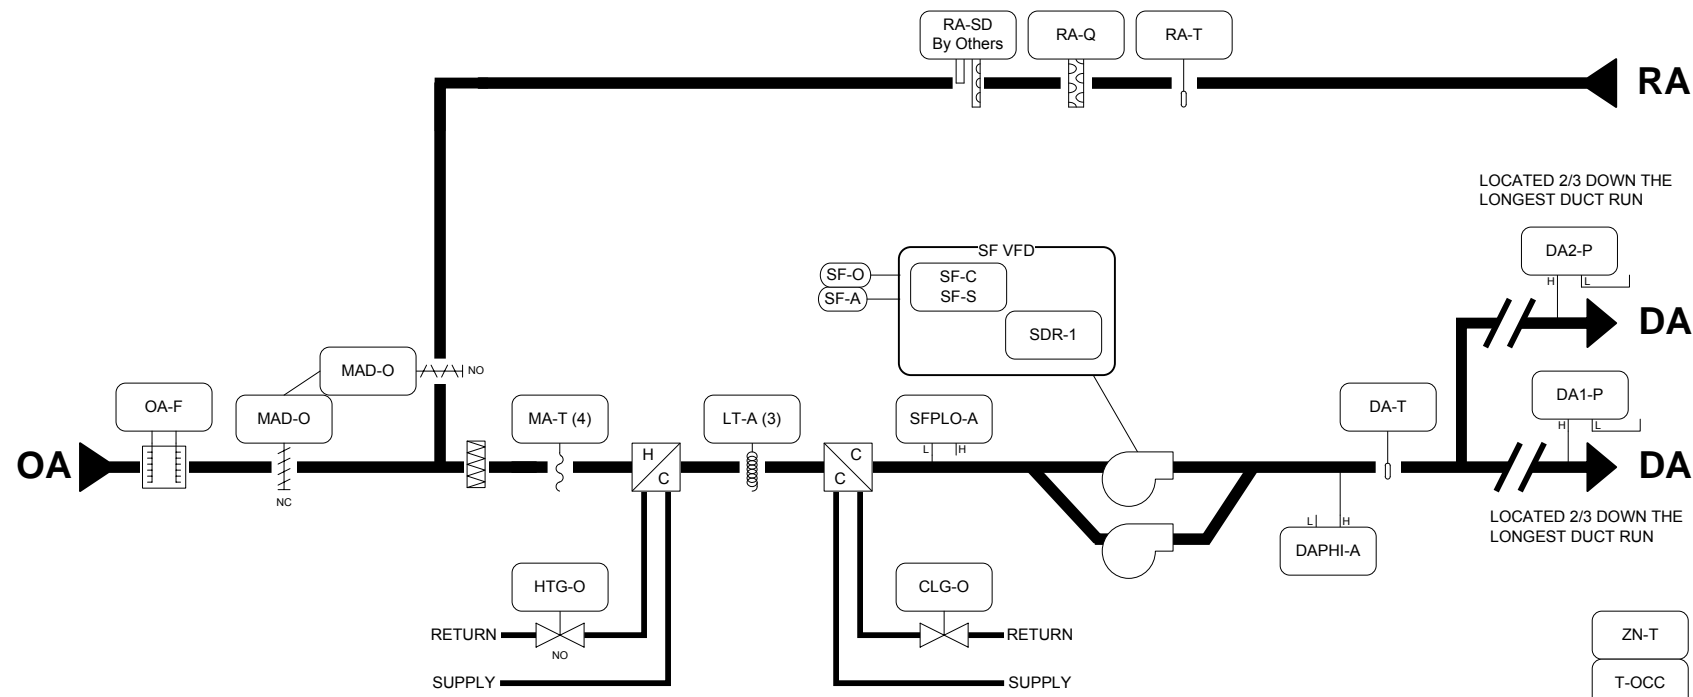 RA-SD
By Others
RA-Q
RA-T
RA
LOCATED 2/3 DOWN THE
LONGEST DUCT RUN
DA2-P
H
L
DA
SF VFD
SF-O
SF-A
SF-C
SF-S
SDR-1
MAD-O
NO
OA-F
MAD-O
NC
OA
MA-T (4)
H
C
LT-A (3)
C
C
SFPLO-A
L
H
DA-T
DA1-P
H
L
DA
LOCATED 2/3 DOWN THE
LONGEST DUCT RUN
L
H
DAPHI-A
HTG-O
RETURN
NO
SUPPLY
CLG-O
RETURN
SUPPLY
ZN-T
T-OCC